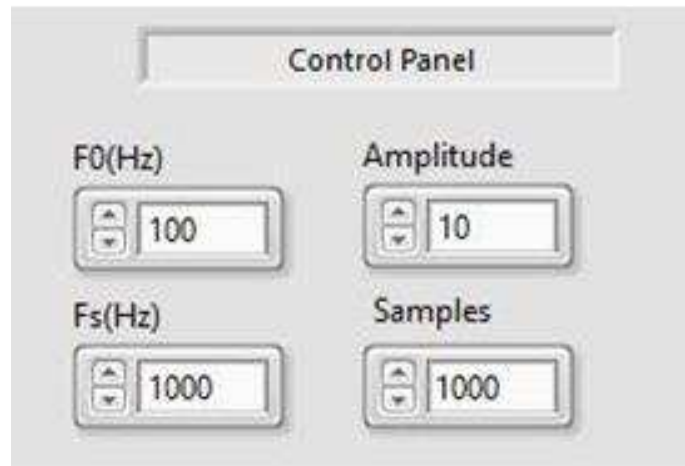 Control Panel
F0(Hz)
Amplitude
100
10
Fs(Hz)
Samples
1000
1000